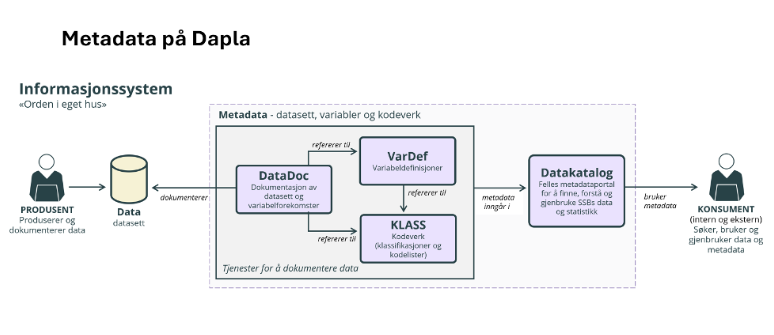 Metadata på Dapla
Informasjonssystem
«Orden i eget hus»
Metadata - datasett, variabler og kodeverk
PRODUSENT
Produserer og
dokumenterer data
Data
datasett
dokumenterer
DataDoc
Dokumentasjon av
datasett og
variabelforekomster
refererer til
refererer til
VarDef
Variabeldefinisjoner
refererer til
KLASS
Kodeverk
(klassifikasjoner og
kodelister)
Tjenester for å dokumentere data
metadata
inngår i
Datakatalog
Felles metadataportal
for å finne, forstå og
gjenbruke SSBs data
og statistikk
bruker
metadata
KONSUMENT
(intern og ekstern)
Søker, bruker og
gjenbruker data og
metadata